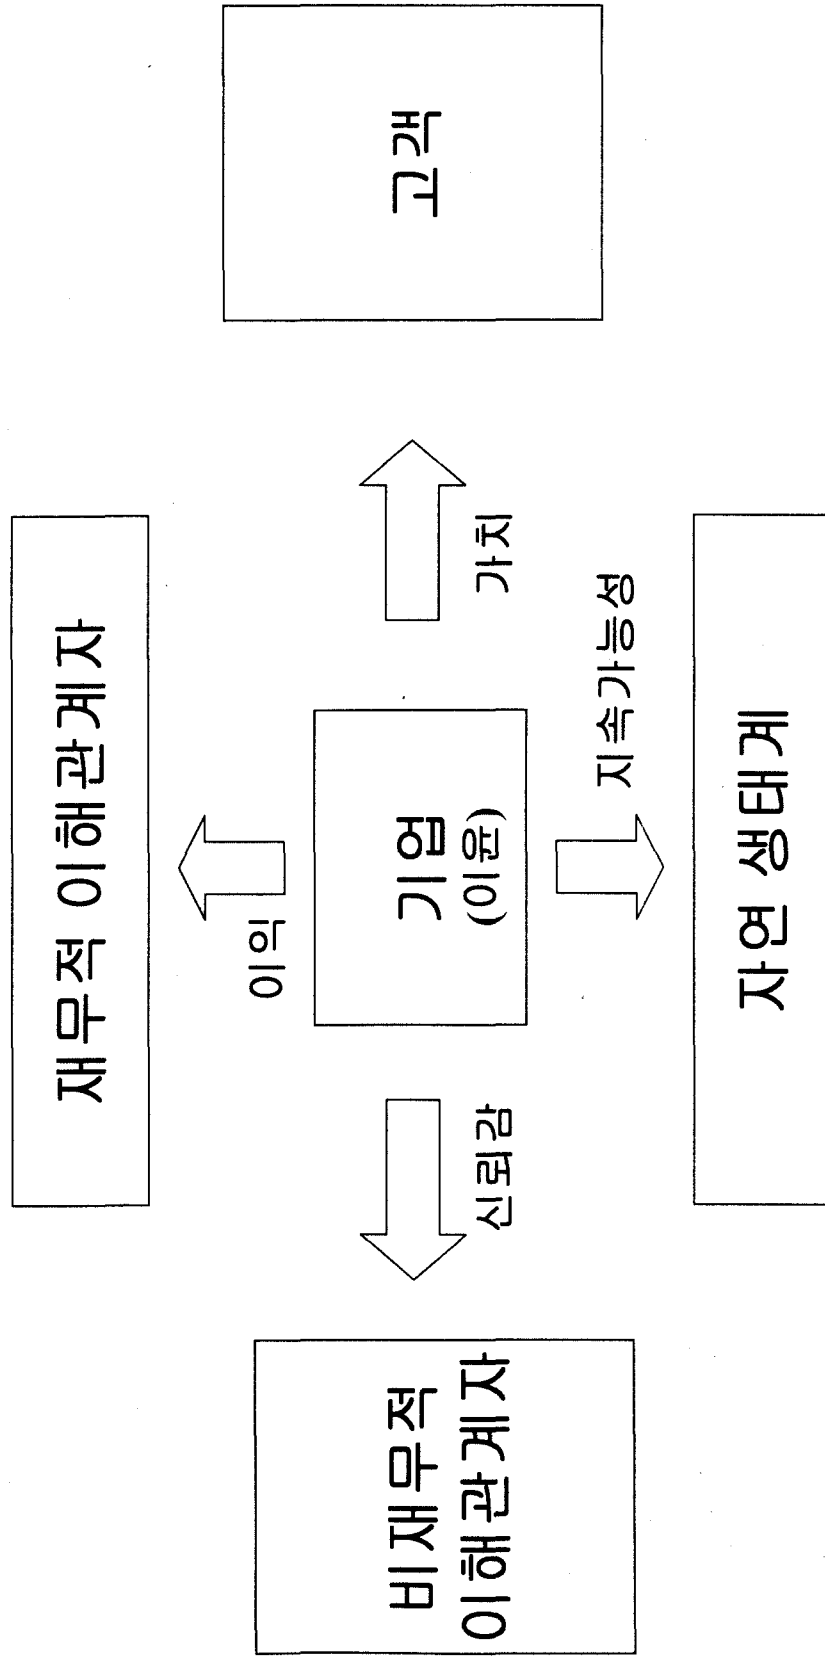 재무적 이해관계자
이익
비재무적
이해관계자
신뢰감
기업
(이윤)
가치
고객
지속가능성
자연 생태계